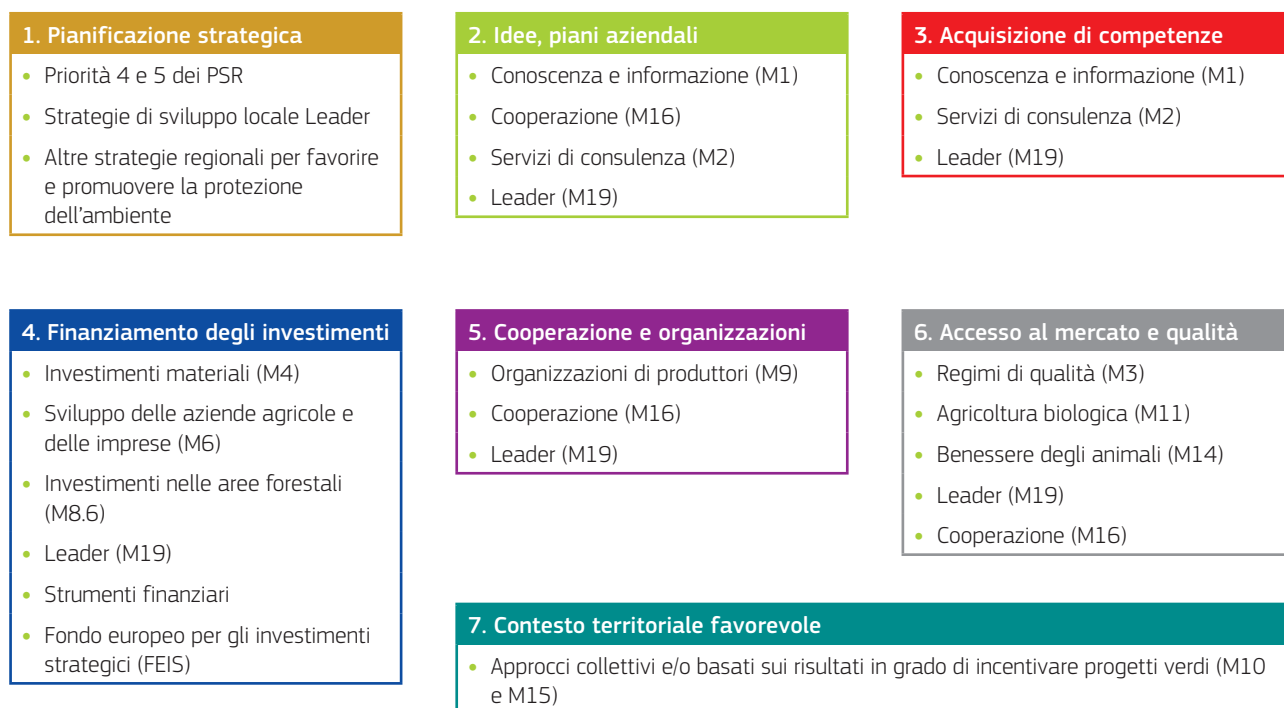 1. Pianificazione strategica
• Priorità 4 e 5 dei PSR
• Strategie di sviluppo locale Leader
• Altre strategie regionali per favorire
e promuovere la protezione
dell'ambiente
2. Idee, piani aziendali
• Conoscenza e informazione (M1)
• Cooperazione (M16)
• Servizi di consulenza (M2)
• Leader (M19)
3. Acquisizione di competenze
• Conoscenza e informazione (M1)
• Servizi di consulenza (M2)
• Leader (M19)
4. Finanziamento degli investimenti
• Investimenti materiali (M4)
• Sviluppo delle aziende agricole e
delle imprese (M6)
• Investimenti nelle aree forestali
(M8.6)
• Leader (M19)
• Strumenti finanziari
• Fondo europeo per gli investimenti
strategici (FEIS)
5. Cooperazione e organizzazioni
• Organizzazioni di produttori (M9)
• Cooperazione (M16)
• Leader (M19)
6. Accesso al mercato e qualità
• Regimi di qualità (M3)
• Agricoltura biologica (M11)
• Benessere degli animali (M14)
• Leader (M19)
• Cooperazione (M16)
7. Contesto territoriale favorevole
• Approcci collettivi e/o basati sui risultati in grado di incentivare progetti verdi (M10
e M15)